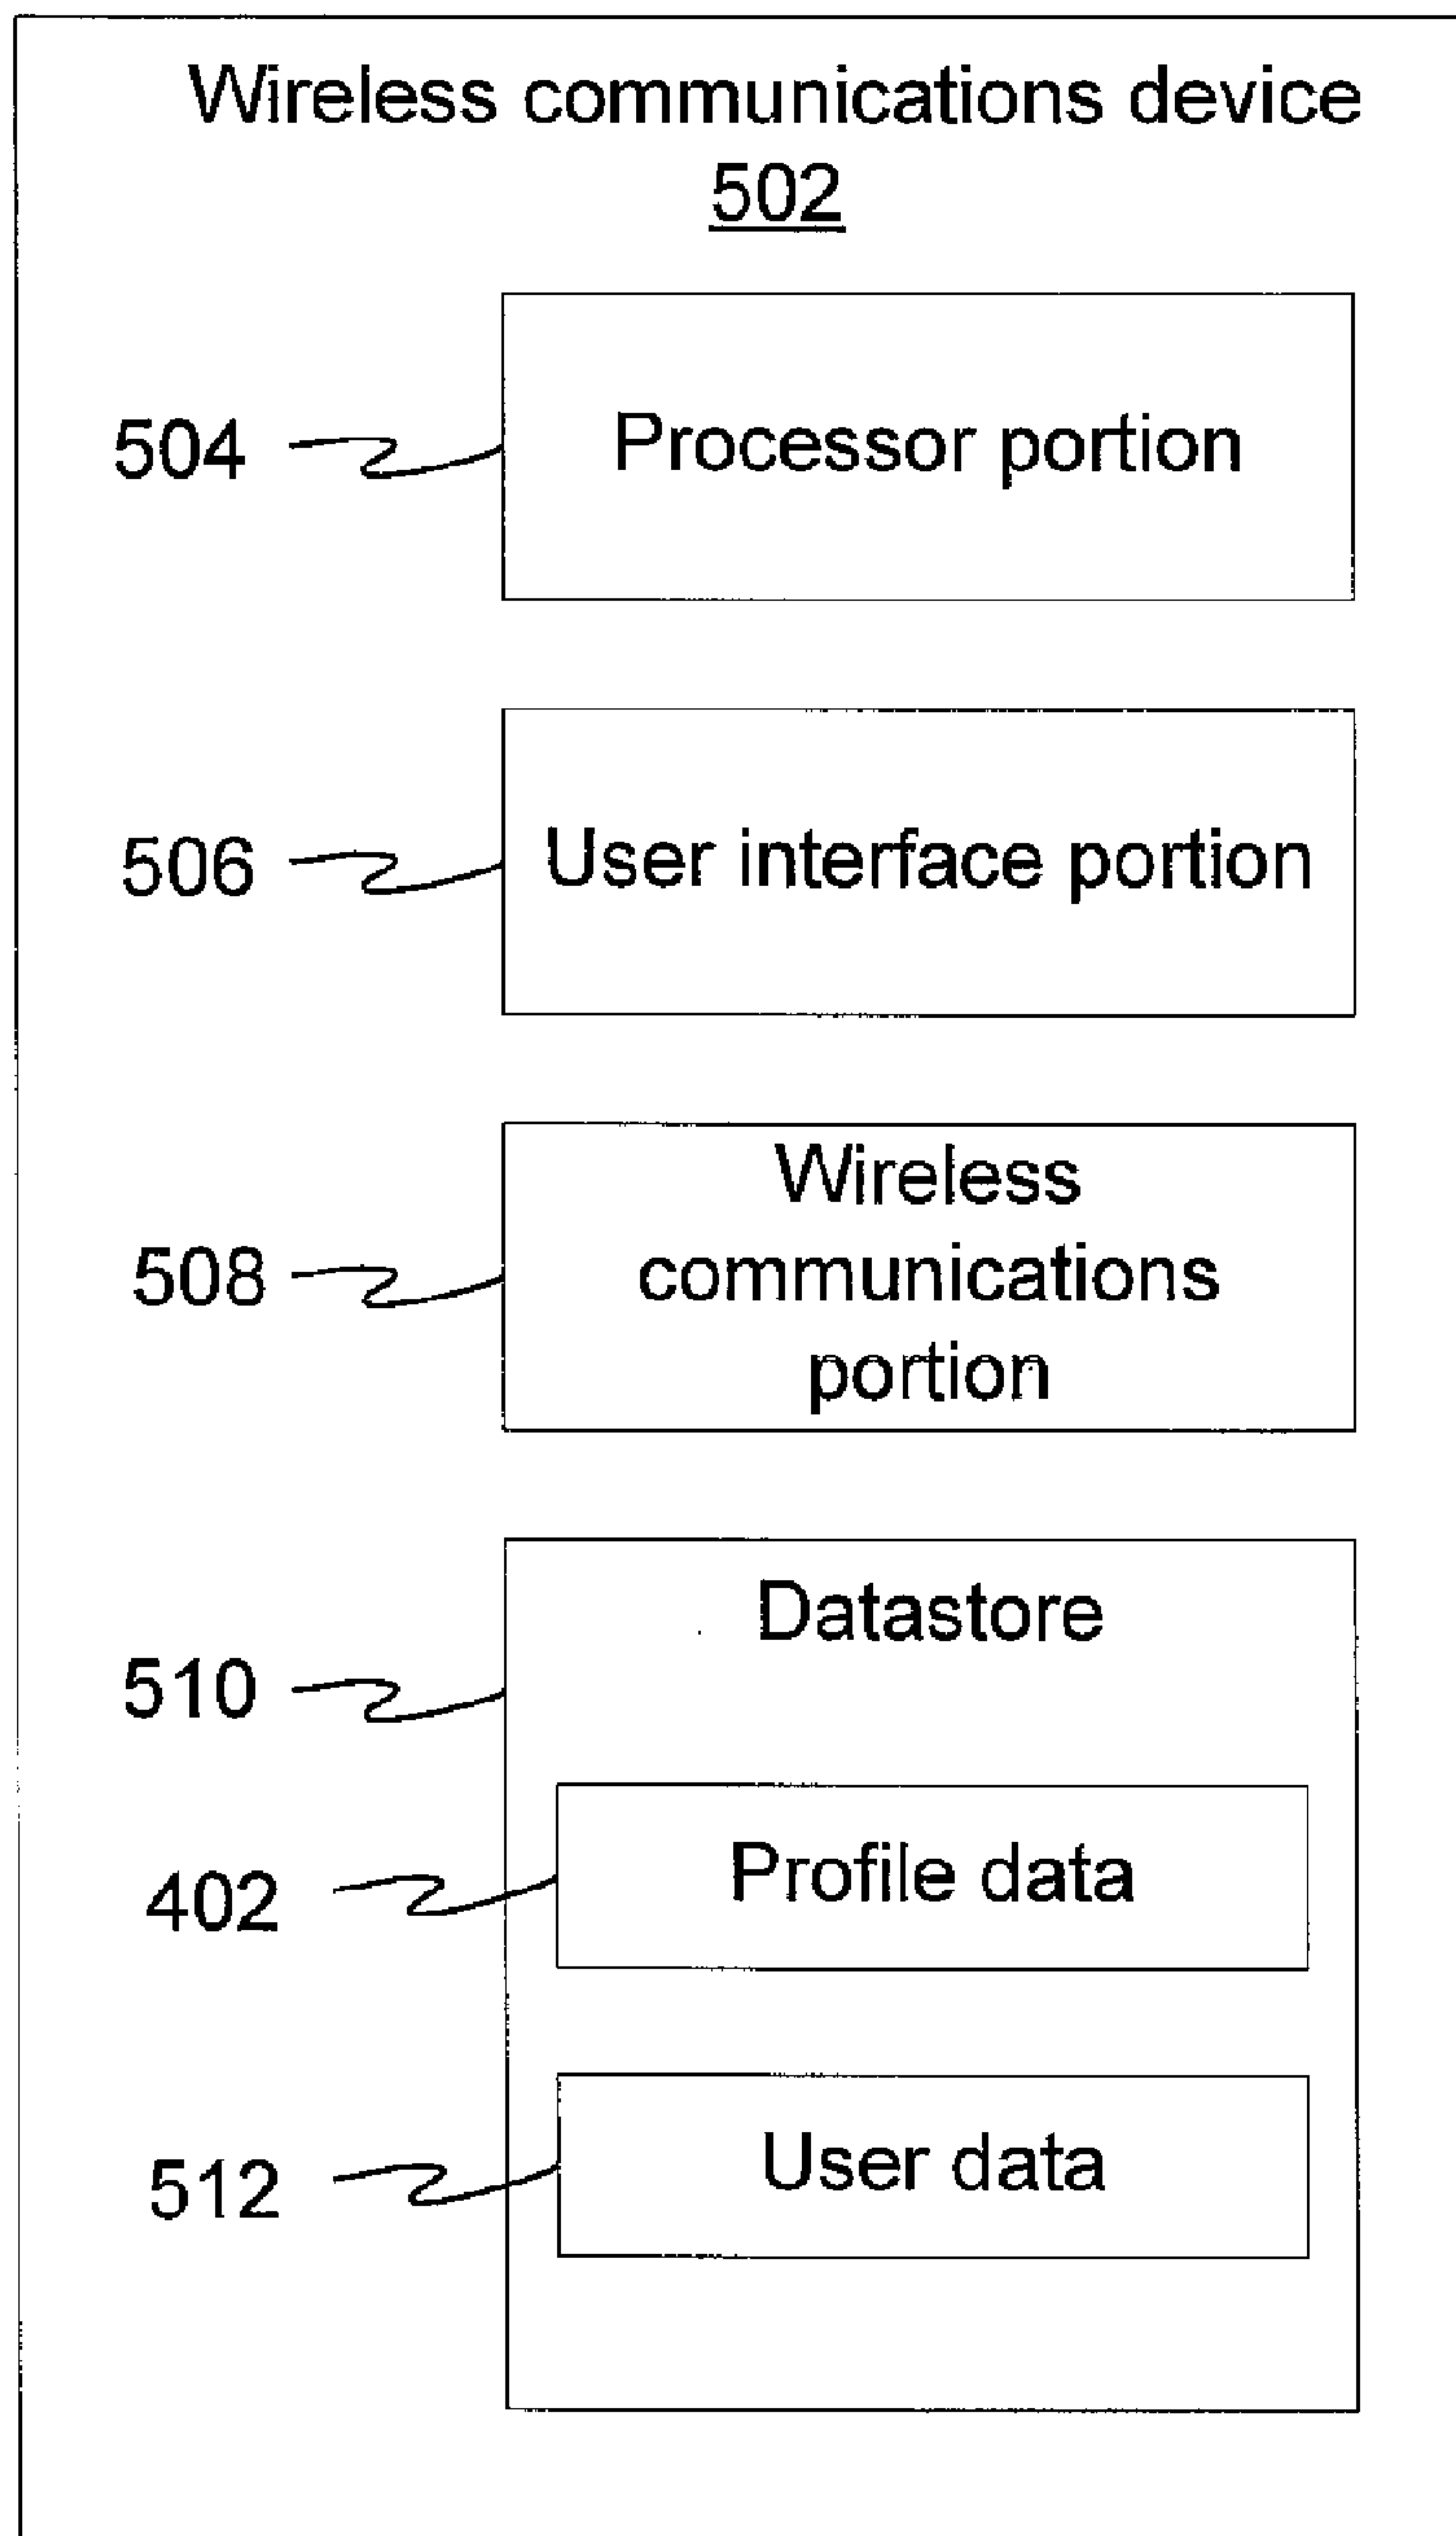 Wireless communications device
502
504 Processor portion
506 User interface portion
Wireless
508 communications
portion
Datastore
510
402 Profile data
512 User data